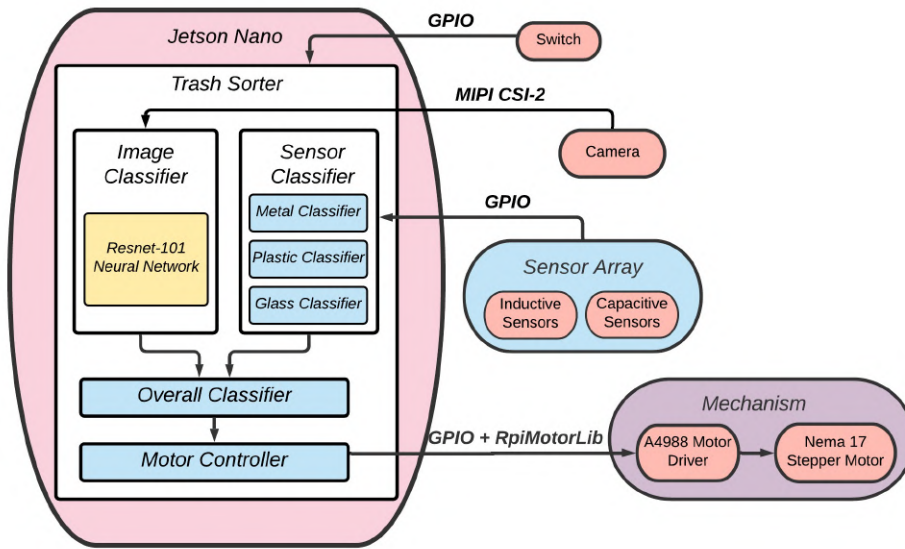 Jetson Nano
GPIO
Switch
Trash Sorter
MIPI CSI-2
Camera
Image
Classifier
Resnet-101
Neural Network
Sensor
Classifier
Metal Classifier
Plastic Classifier
Glass Classifier
GPIO
Sensor Array
Inductive
Sensors
Capacitive
Sensors
Overall Classifier
Motor Controller
GPIO + RpiMotorLib
Mechanism
A4988 Motor
Driver
Nema 17
Stepper Motor